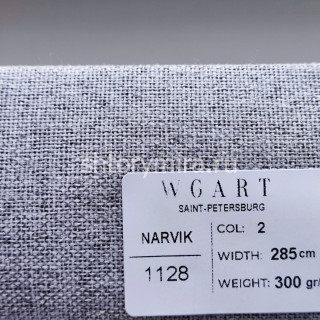 WGART
SAINT-PETERSBURG
NARVIK
1128
COL: 2
WIDTH: 285cm
WEIGHT: 300 gr/